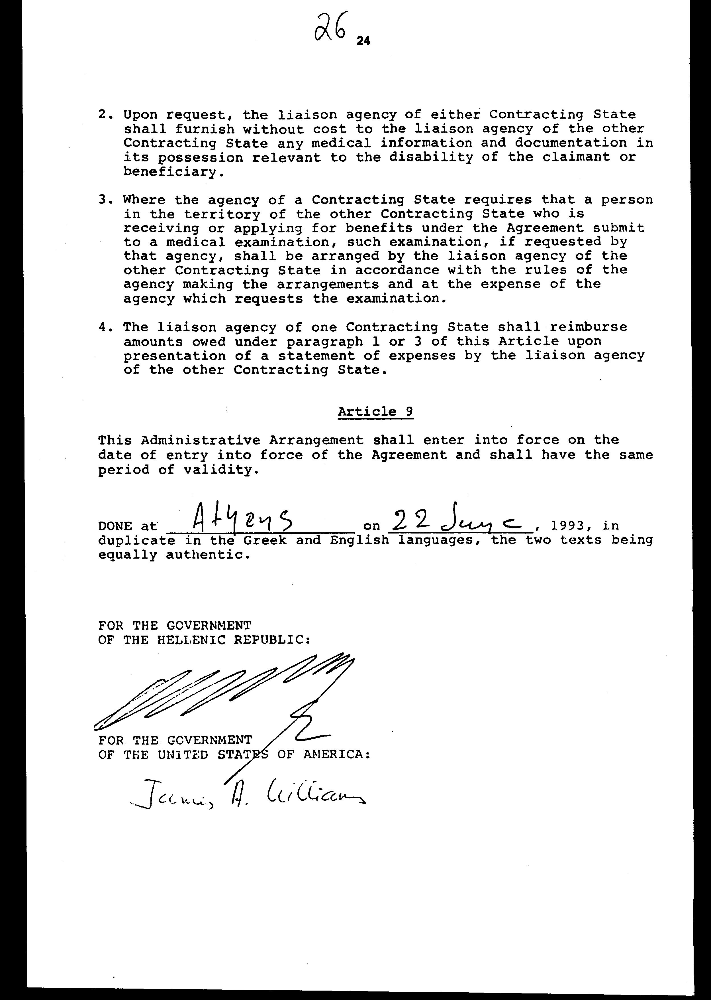 26 24
2. Upon request, the liaison agency of either Contracting State
shall furnish without cost to the liaison agency of the other
Contracting State any medical information and documentation in
its possession relevant to the disability of the claimant or
beneficiary.
3. Where the agency of a Contracting State requires that a person
in the territory of the other Contracting State who is
receiving or applying for benefits under the Agreement submit
to a medical examination, such examination, if requested by
that agency, shall be arranged by the liaison agency of the
other Contracting State in accordance with the rules of the
agency making the arrangements and at the expense of the
agency which requests the examination.
4. The liaison agency of one Contracting State shall reimburse
amounts owed under paragraph 1 or 3 of this Article upon
presentation of a statement of expenses by the liaison agency
of the other Contracting State.
Article 9
This Administrative Arrangement shall enter into force on the
date of entry into force of the Agreement and shall have the same
period of validity.
DONE at Athens on 22 June, 1993, in
duplicate in the Greek and English languages, the two texts being
equally authentic.
FOR THE GOVERNMENT
OF THE HELLENIC REPUBLIC:
FOR THE GOVERNMENT
OF THE UNITED STATES OF AMERICA:
James A. Williams